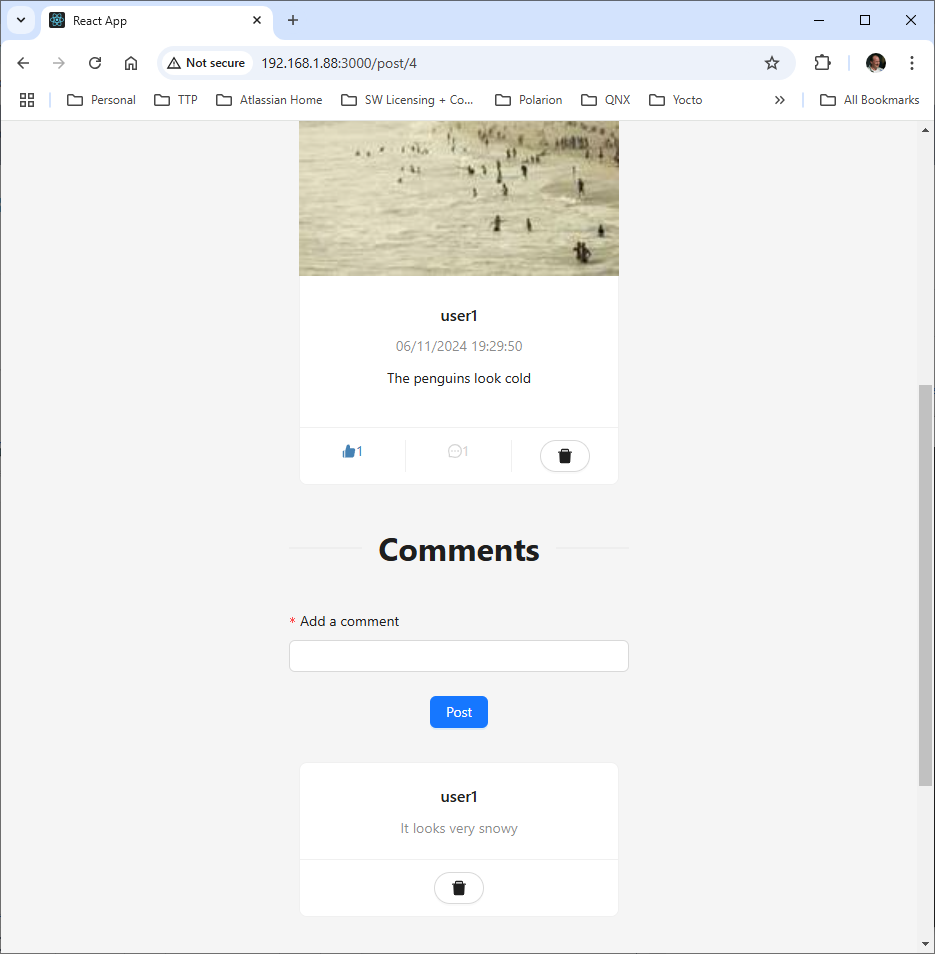 React App
Not secure 192.168.1.88:3000/post/4
Personal TTP Atlassian Home SW Licensing + Co... Polarion QNX Yocto All Bookmarks
user1
06/11/2024 19:29:50
The penguins look cold
1 1
Comments
* Add a comment
Post
user1
It looks very snowy